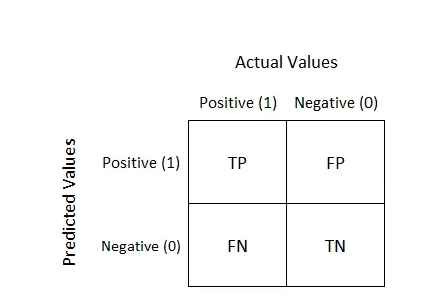 Actual Values
Positive (1) Negative (0)
Predicted Values
Positive (1) TP FP
Negative (0) FN TN